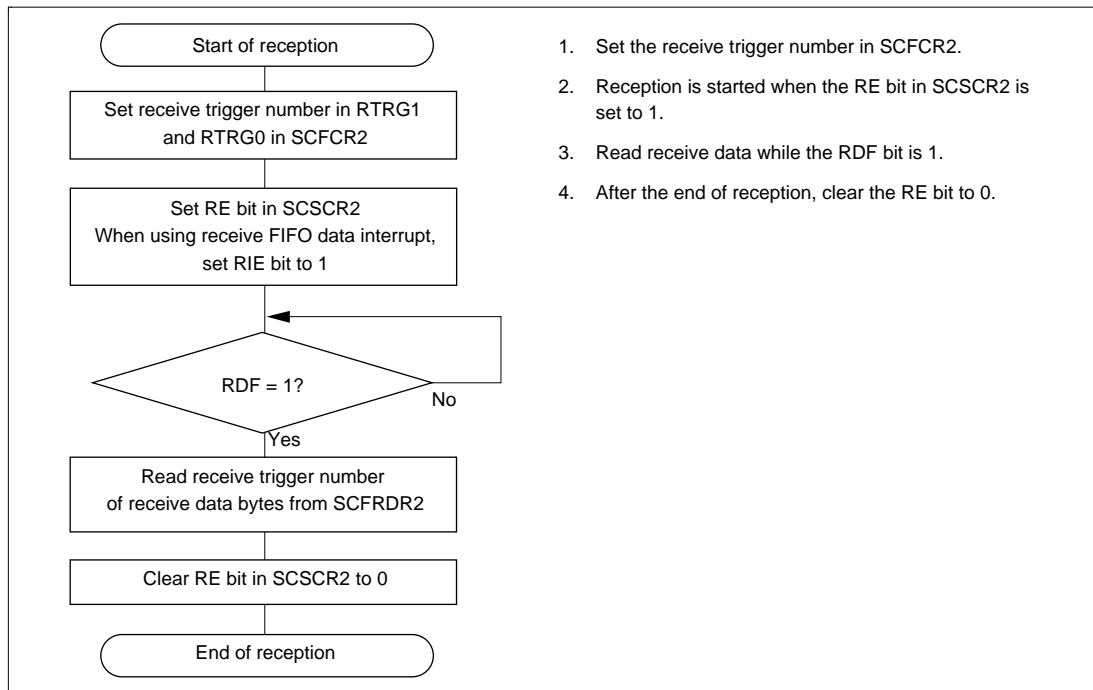 Start of reception
Set receive trigger number in RTRG1
and RTRG0 in SCFCR2
Set RE bit in SCSCR2
When using receive FIFO data interrupt,
set RIE bit to 1
RDF = 1?
No
Yes
Read receive trigger number
of receive data bytes from SCFRDR2
Clear RE bit in SCSCR2 to 0
End of reception
1. Set the receive trigger number in SCFCR2.
2. Reception is started when the RE bit in SCSCR2 is
set to 1.
3. Read receive data while the RDF bit is 1.
4. After the end of reception, clear the RE bit to 0.